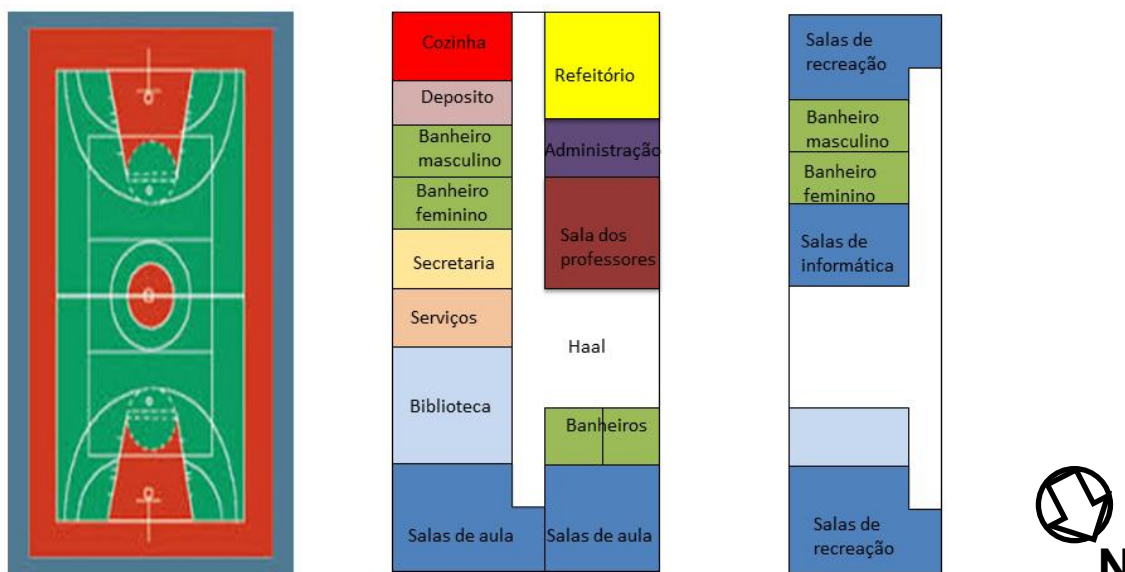 Cozinha
Deposito
Banheiro
masculino
Banheiro
feminino
Secretaria
Serviços
Biblioteca
Salas de aula
Refeitório
Administração
Sala dos
professores
Haal
Banheiros
Salas de aula
Salas de
recreação
Banheiro
masculino
Banheiro
feminino
Salas de
informática
Salas de
recreação
N